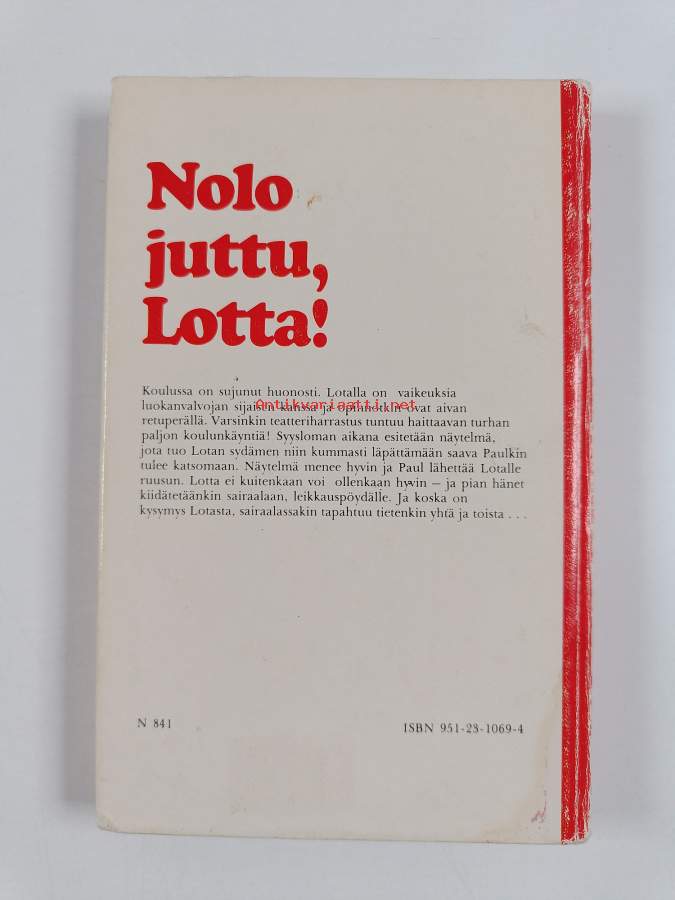 Nolo
juttu,
Lotta!
Koulussa on sujunut huonosti. Lotalla on vaikeuksia
luokanvalvojan sijaisen kanssa ja opinnotkin ovat aivan
Antikvariaatti.net
retuperällä. Varsinkin teatteriharrastus tuntuu haittaavan turhan
paljon koulunkäyntiä! Syysloman aikana esitetään näytelmä,
jota tuo Lotan sydämen niin kummasti läpättämään saava Paulkin
tulee katsomaan. Näytelmä menee hyvin ja Paul lähettää Lotalle
ruusun. Lotta ei kuitenkaan voi ollenkaan hyvin — ja pian hänet
kiidätetäänkin sairaalaan, leikkauspöydälle. Ja koska on
kysymys Lotasta, sairaalassakin tapahtuu tietenkin yhtä ja toista . . .
N 841
ISBN 951-23-1069-4